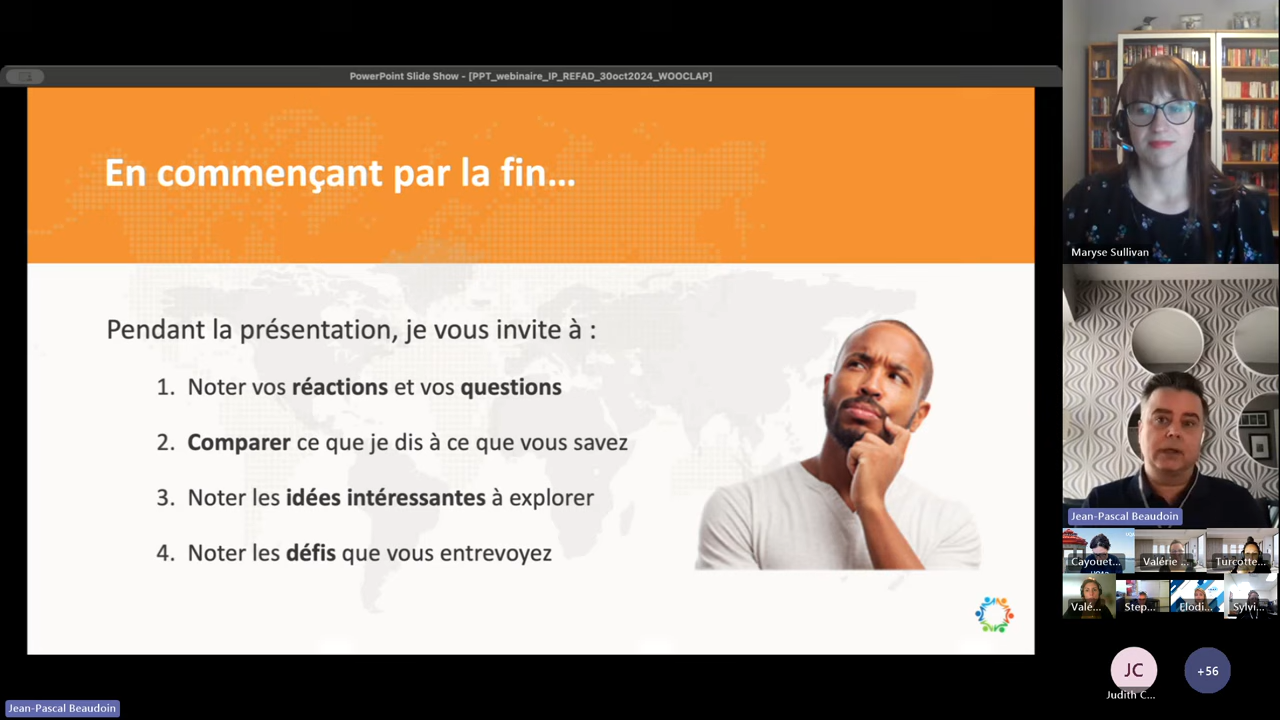 PowerPoint Slide Show - [PPT_webinaire_IP_REFAD_30oct2024_WOOCLAP]
En commençant par la fin...
Pendant la présentation, je vous invite à :
1. Noter vos réactions et vos questions
2. Comparer ce que je dis à ce que vous savez
3. Noter les idées intéressantes à explorer
4. Noter les défis que vous entrevoyez
Maryse Sullivan
Jean-Pascal Beaudoin
Cayouet...
Valérie ...
Turcotte...
Valé...
Step...
Elodi...
Sylvi...
JC
+56
Judith C...
Jean-Pascal Beaudoin